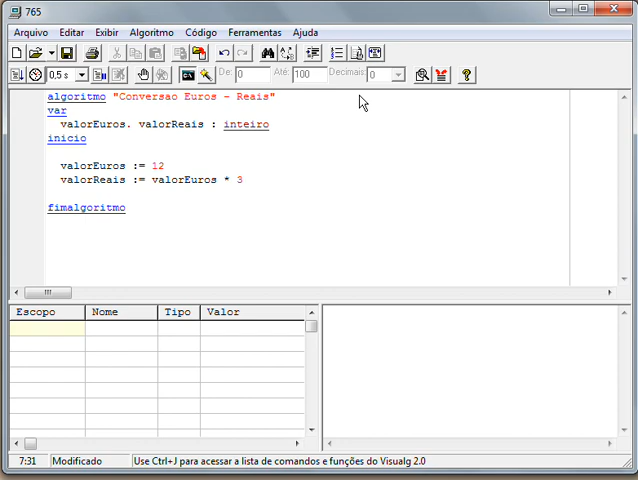 765
Arquivo Editar Exibir Algoritmo Código Ferramentas Ajuda
0,5 s De: 0 Até: 100 Decimais 0
algoritmo "Conversao Euros - Reais"
var
valorEuros. valorReais : inteiro
inicio
valorEuros := 12
valorReais := valorEuros * 3
fimalgoritmo
Escopo Nome Tipo Valor
7:31 Modificado Use Ctrl+J para acessar a lista de comandos e funções do Visualg 2.0